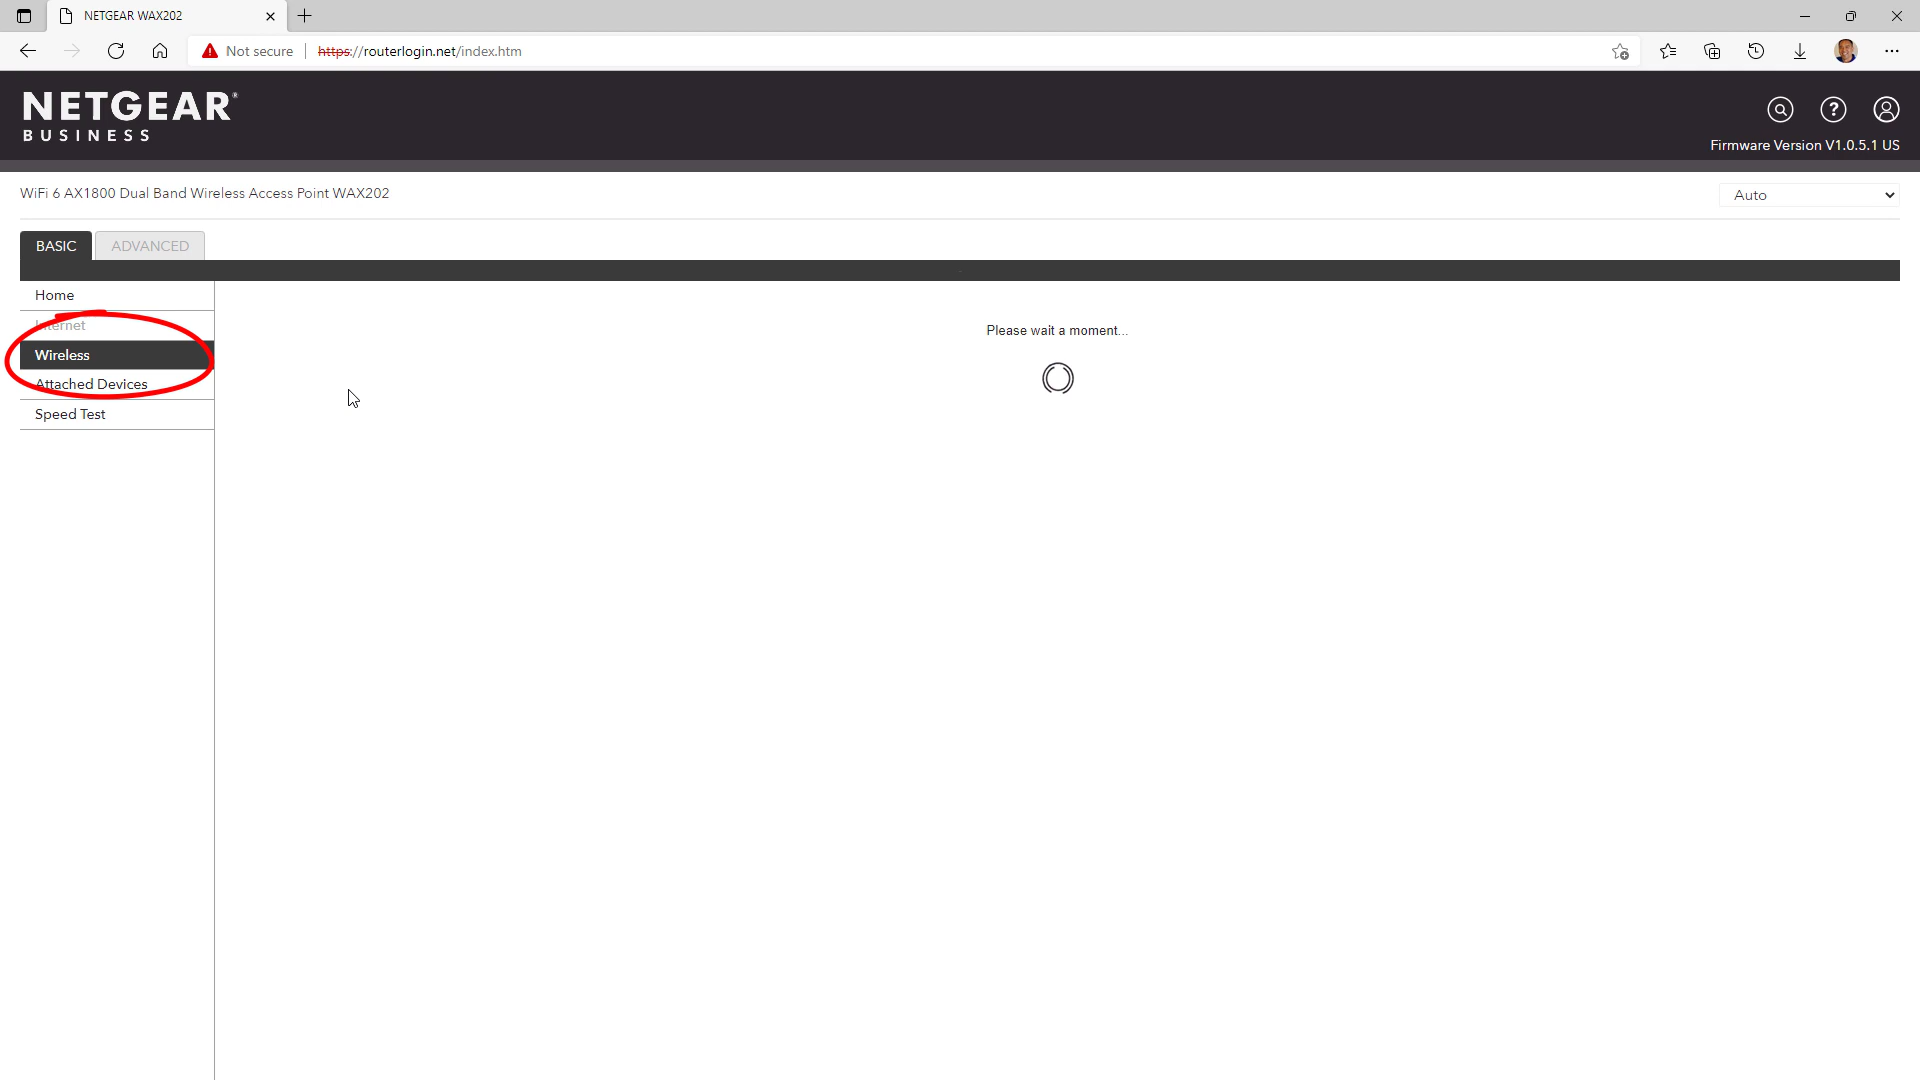 NETGEAR WAX202
Not secure
https://routerlogin.net/index.htm
NETGEAR®
BUSINESS
Firmware Version V1.0.5.1 US
WiFi 6 AX1800 Dual Band Wireless Access Point WAX202
Auto
BASIC
ADVANCED
Home
Internet
Wireless
Attached Devices
Speed Test
Please wait a moment...